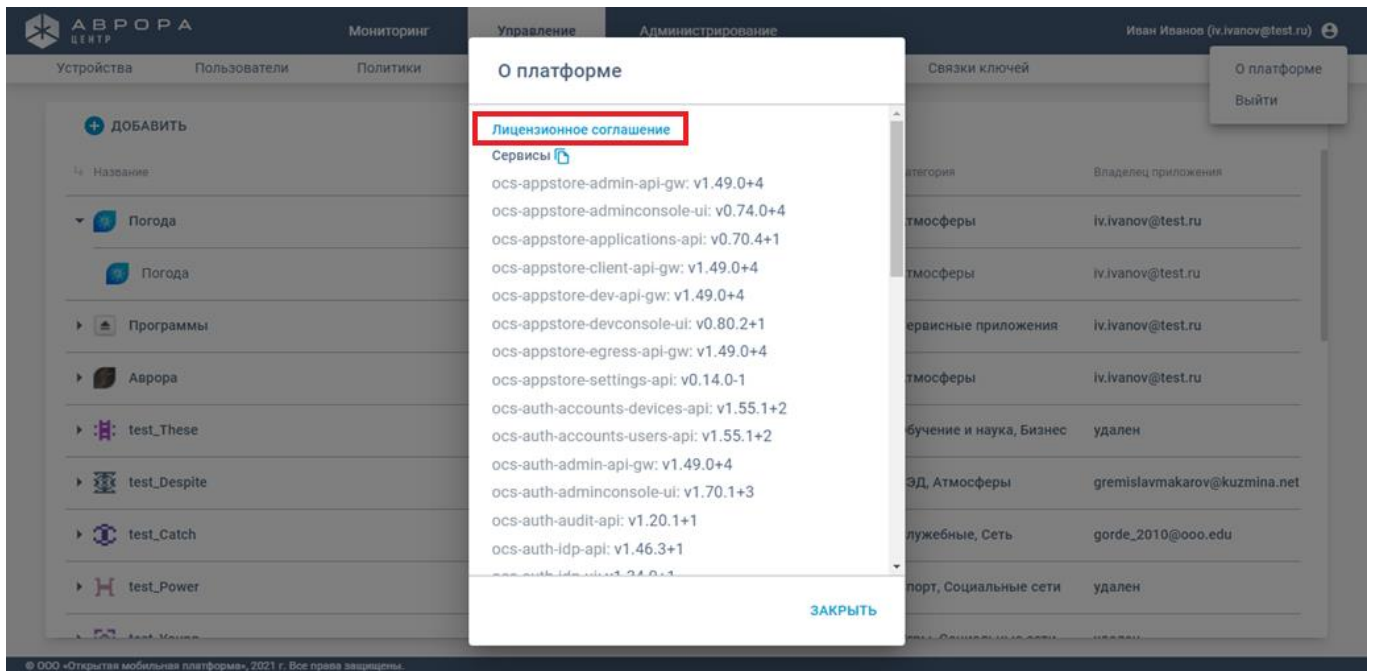 АВРОРА
ЦЕНТР
Мониторинг
Управление
Администрирование
Иван Иванов (iv.ivanov@test.ru)
Устройства
Пользователи
Политики
Связки ключей
О платформе
Выйти
ДОБАВИТЬ
Название
атегория
Владелец приложения
Погода
тмосферы
iv.ivanov@test.ru
Погода
тмосферы
iv.ivanov@test.ru
Программы
ервисные приложения
iv.ivanov@test.ru
Аврора
тмосферы
iv.ivanov@test.ru
test_These
бучение и наука, Бизнес
удален
test_Despite
ЭД, Атмосферы
gremislavmakarov@kuzmina.net
test_Catch
лужебные, Сеть
gorde_2010@ooo.edu
test_Power
порт, Социальные сети
удален
О платформе
Лицензионное соглашение
Сервисы
ocs-appstore-admin-api-gw: v1.49.0+4
ocs-appstore-adminconsole-ui: v0.74.0+4
ocs-appstore-applications-api: v0.70.4+1
ocs-appstore-client-api-gw: v1.49.0+4
ocs-appstore-dev-api-gw: v1.49.0+4
ocs-appstore-devconsole-ui: v0.80.2+1
ocs-appstore-egress-api-gw: v1.49.0+4
ocs-appstore-settings-api: v0.14.0-1
ocs-auth-accounts-devices-api: v1.55.1+2
ocs-auth-accounts-users-api: v1.55.1+2
ocs-auth-admin-api-gw: v1.49.0+4
ocs-auth-adminconsole-ui: v1.70.1+3
ocs-auth-audit-api: v1.20.1+1
ocs-auth-idp-api: v1.46.3+1
ЗАКРЫТЬ
© ООО «Открытая мобильная платформа», 2021 г. Все права защищены.